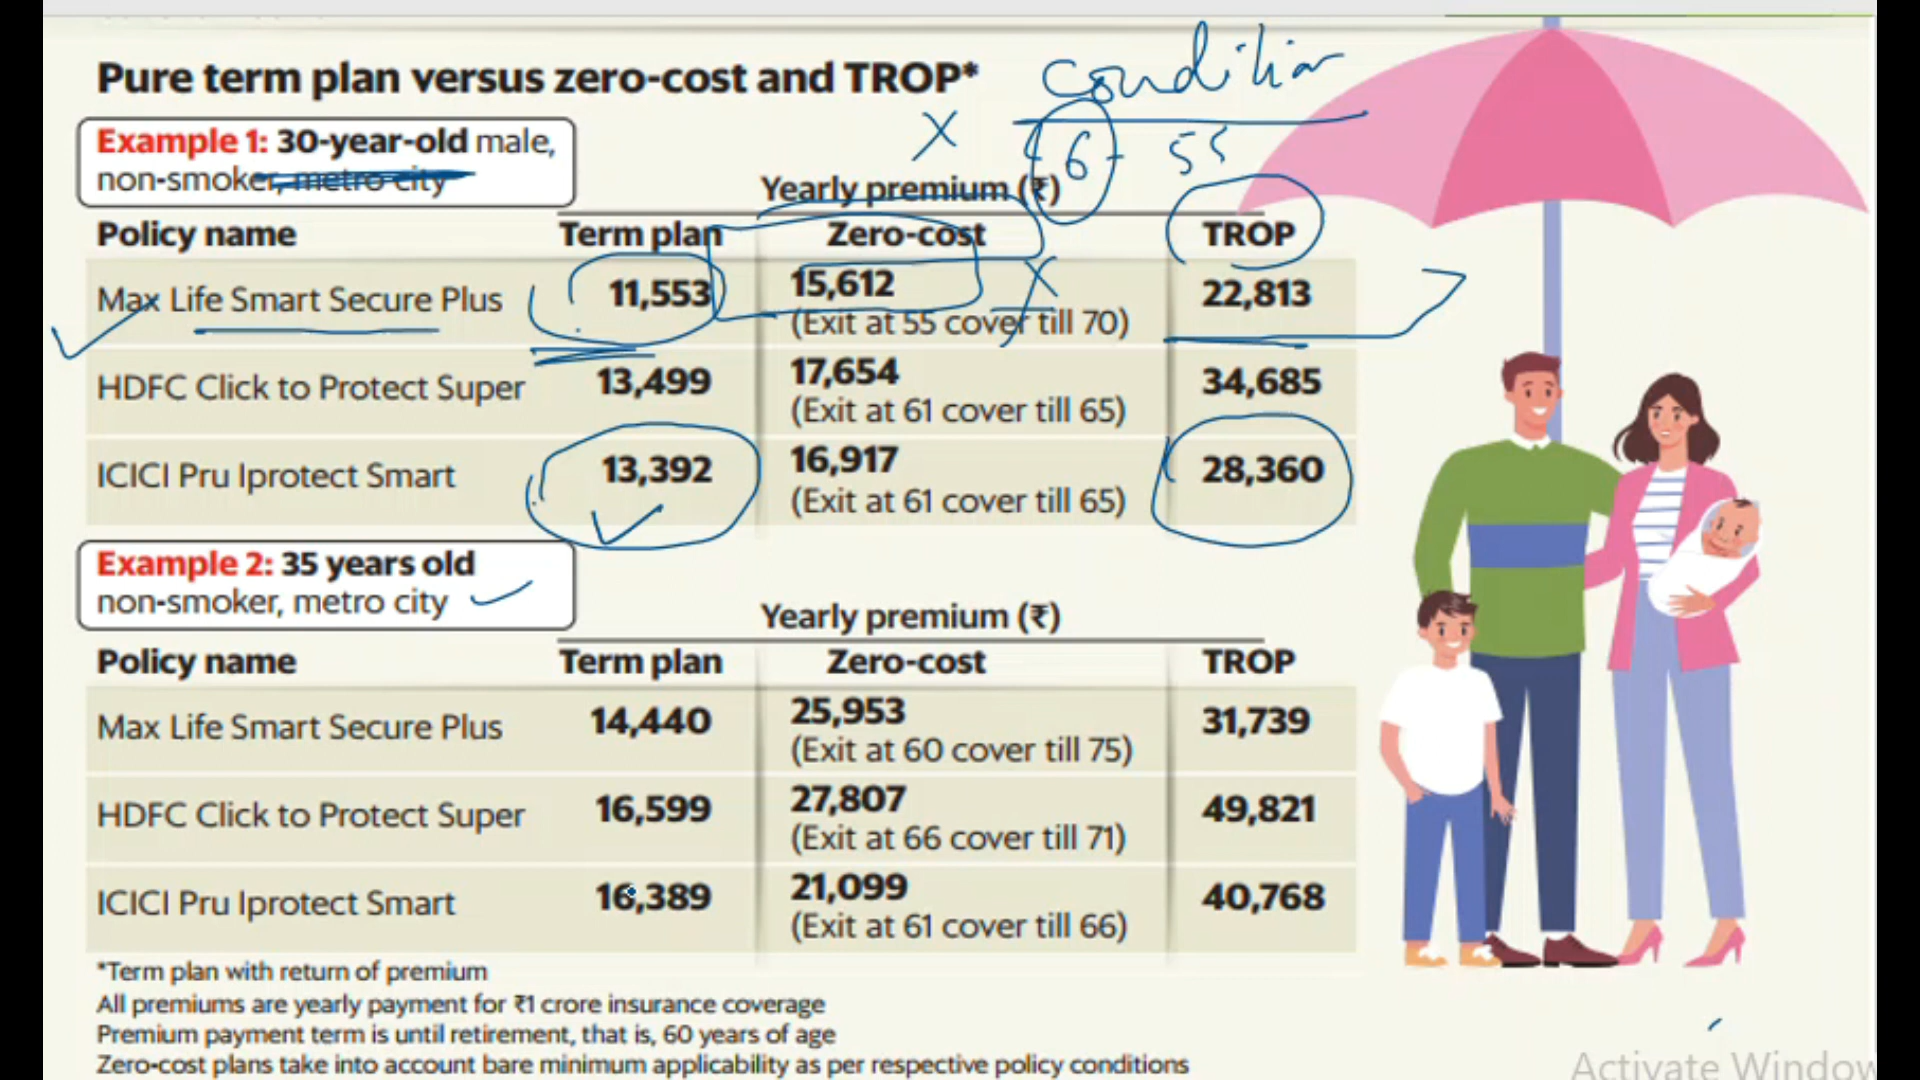 Pure term plan versus zero-cost and TROP*
condition
X
6 - 55
Example 1: 30-year-old male,
non-smoker, metro city
Yearly premium (₹)
Policy name Term plan Zero-cost TROP
Max Life Smart Secure Plus 11,553 15,612 22,813
(Exit at 55 cover till 70)
X
HDFC Click to Protect Super 13,499 17,654 34,685
(Exit at 61 cover till 65)
ICICI Pru Iprotect Smart 13,392 16,917 28,360
(Exit at 61 cover till 65)
Example 2: 35 years old
non-smoker, metro city
Yearly premium (₹)
Policy name Term plan Zero-cost TROP
Max Life Smart Secure Plus 14,440 25,953 31,739
(Exit at 60 cover till 75)
HDFC Click to Protect Super 16,599 27,807 49,821
(Exit at 66 cover till 71)
ICICI Pru Iprotect Smart 16,389 21,099 40,768
(Exit at 61 cover till 66)
*Term plan with return of premium
All premiums are yearly payment for ₹1 crore insurance coverage
Premium payment term is until retirement, that is, 60 years of age
Zero-cost plans take into account bare minimum applicability as per respective policy conditions
Activate Window